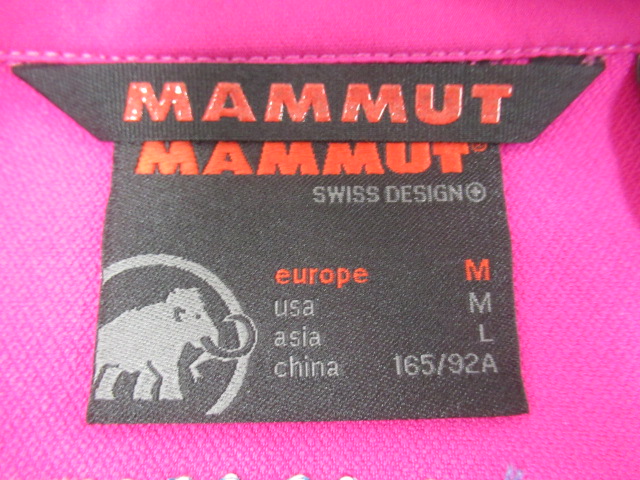 MAMMUT
MAMMUT®
SWISS DESIGN
europe M
usa M
asia L
china 165/92A